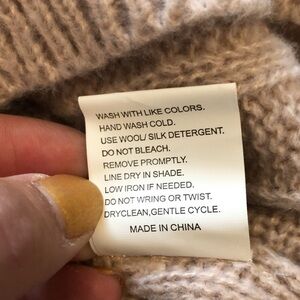 WASH WITH LIKE COLORS.
HAND WASH COLD.
USE WOOL/ SILK DETERGENT.
DO NOT BLEACH.
REMOVE PROMPTLY.
LINE DRY IN SHADE.
LOW IRON IF NEEDED.
DO NOT WRING OR TWIST.
DRYCLEAN,GENTLE CYCLE.
MADE IN CHINA